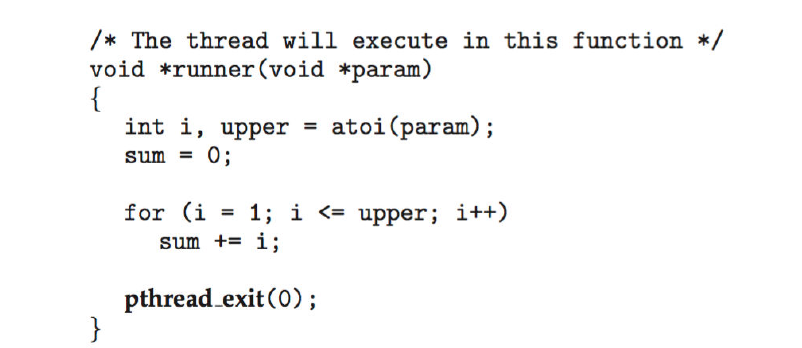 /* The thread will execute in this function */
void *runner(void *param)
{
int i, upper = atoi(param);
sum = 0;
for (i = 1; i <= upper; i++)
sum += i;
pthread_exit(0);
}